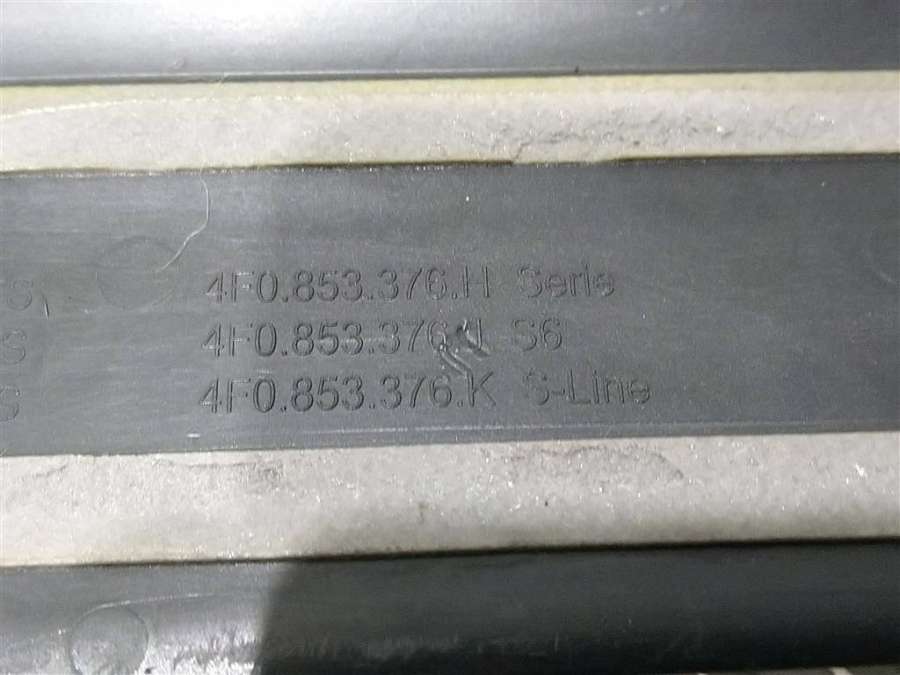 S, 4F0.853.376.H Serie
S 4F0.853.376.J S6
S 4F0.853.376.K S-Line